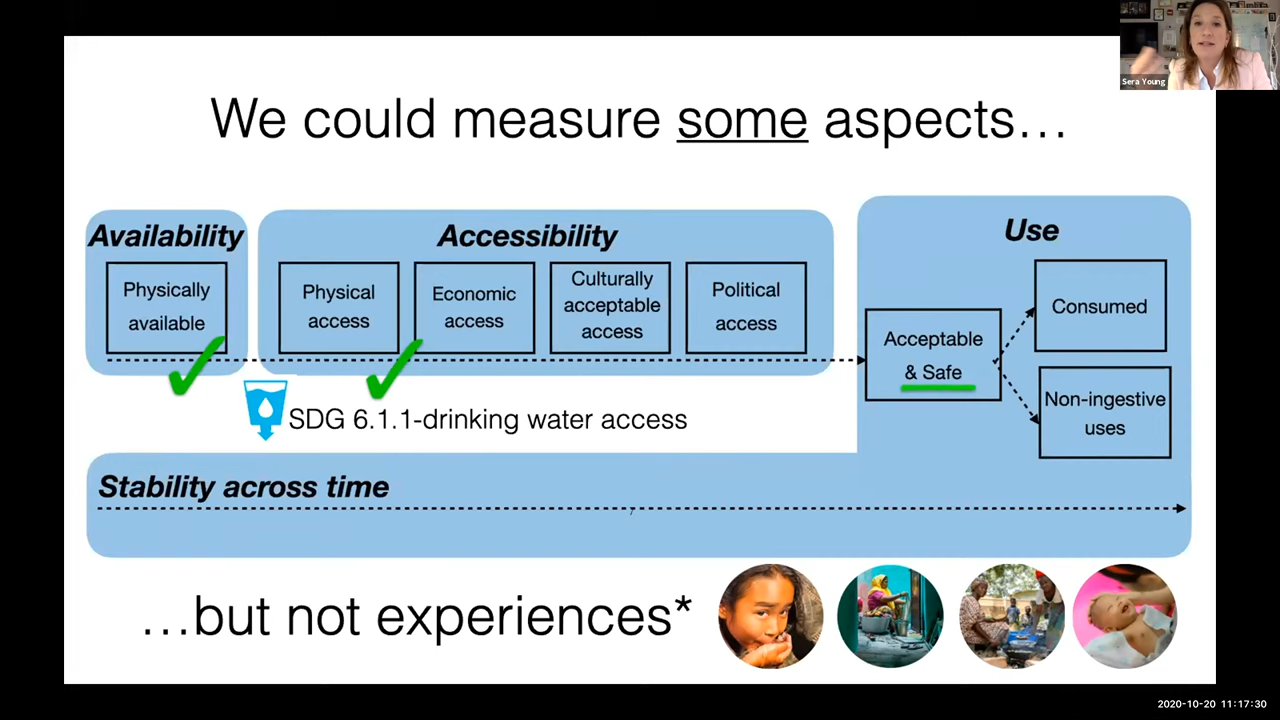 Sera Young
We could measure some aspects…
Availability
Physically
available
Accessibility
Physical
access
Economic
access
Culturally
acceptable
access
Political
access
Use
Acceptable
& Safe
Consumed
Non-ingestive
uses
SDG 6.1.1-drinking water access
Stability across time
…but not experiences*
2020-10-20 11:17:30